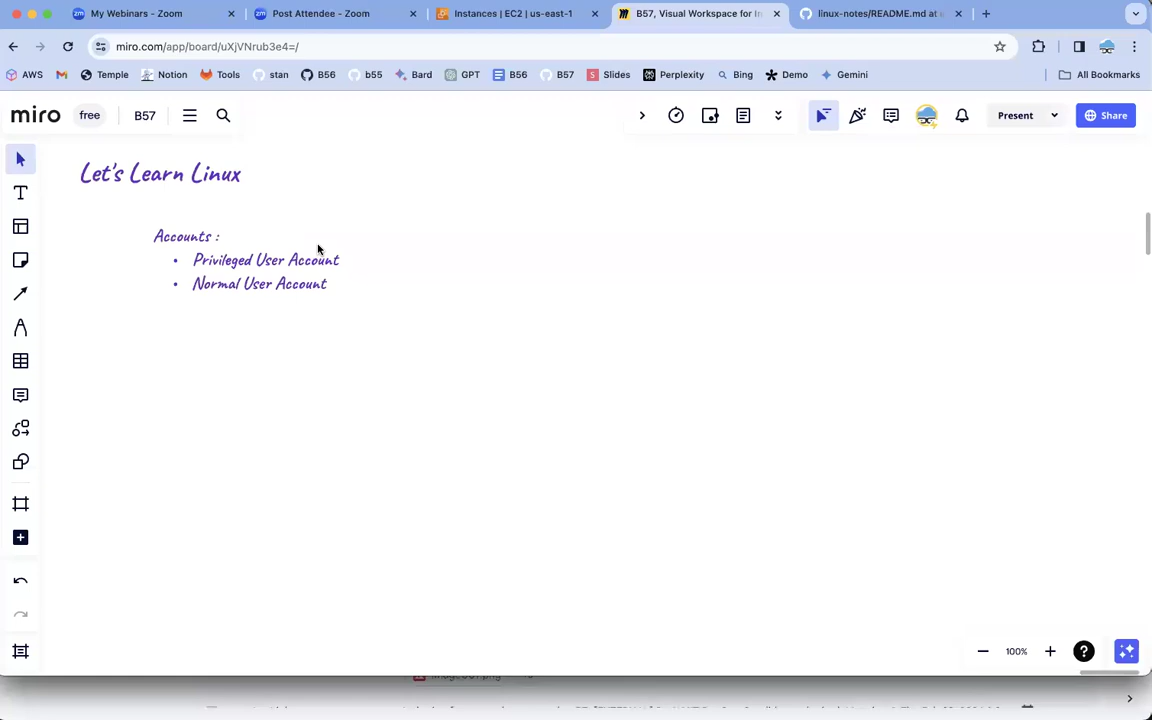 My Webinars - Zoom
Post Attendee - Zoom
Instances | EC2 | us-east-1
B57, Visual Workspace for In
linux-notes/README.md at
miro.com/app/board/uXjVNrub3e4=/
AWS
Temple
Notion
Tools
stan
B56
b55
Bard
GPT
B56
B57
Slides
Perplexity
Bing
Demo
Gemini
All Bookmarks
miro
free
B57
Present
Share
Let's Learn Linux
Accounts :
• Privileged User Account
• Normal User Account
100%